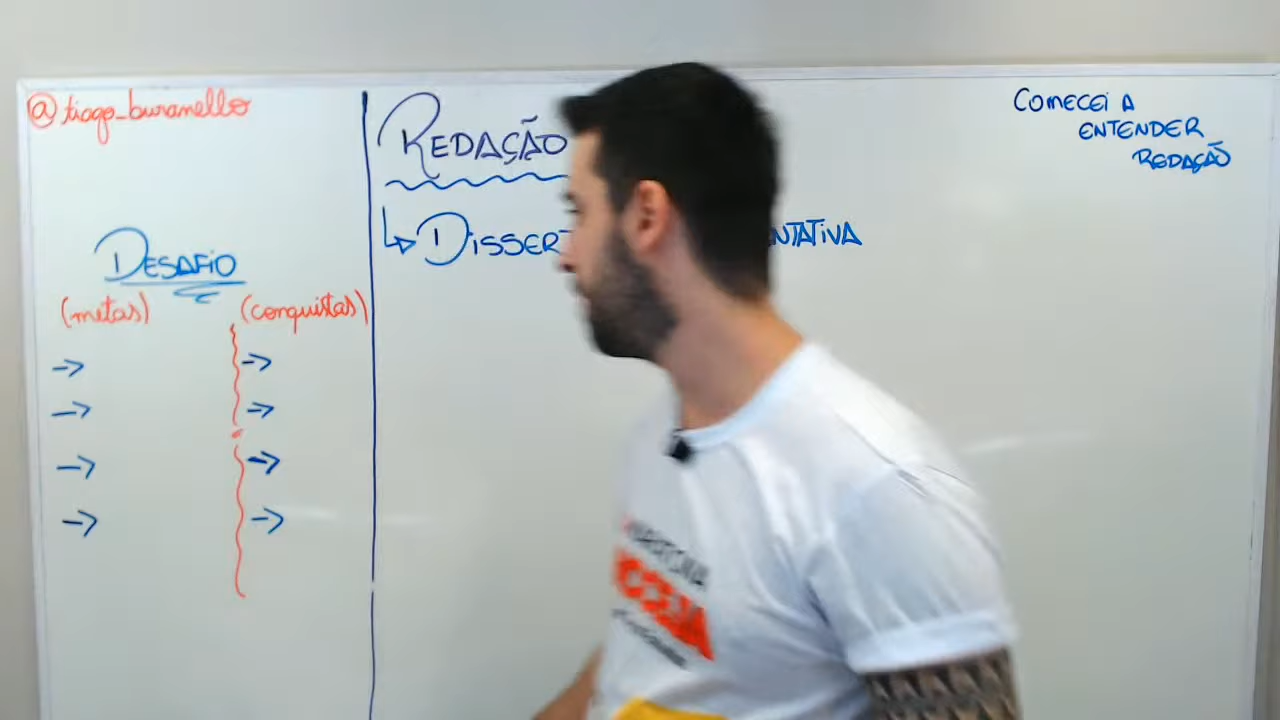 @tiago_buranello
DESAFIO
(metas)
(conquistas)
REDAÇÃO
COMECEI A
ENTENDER
REDAÇÃO